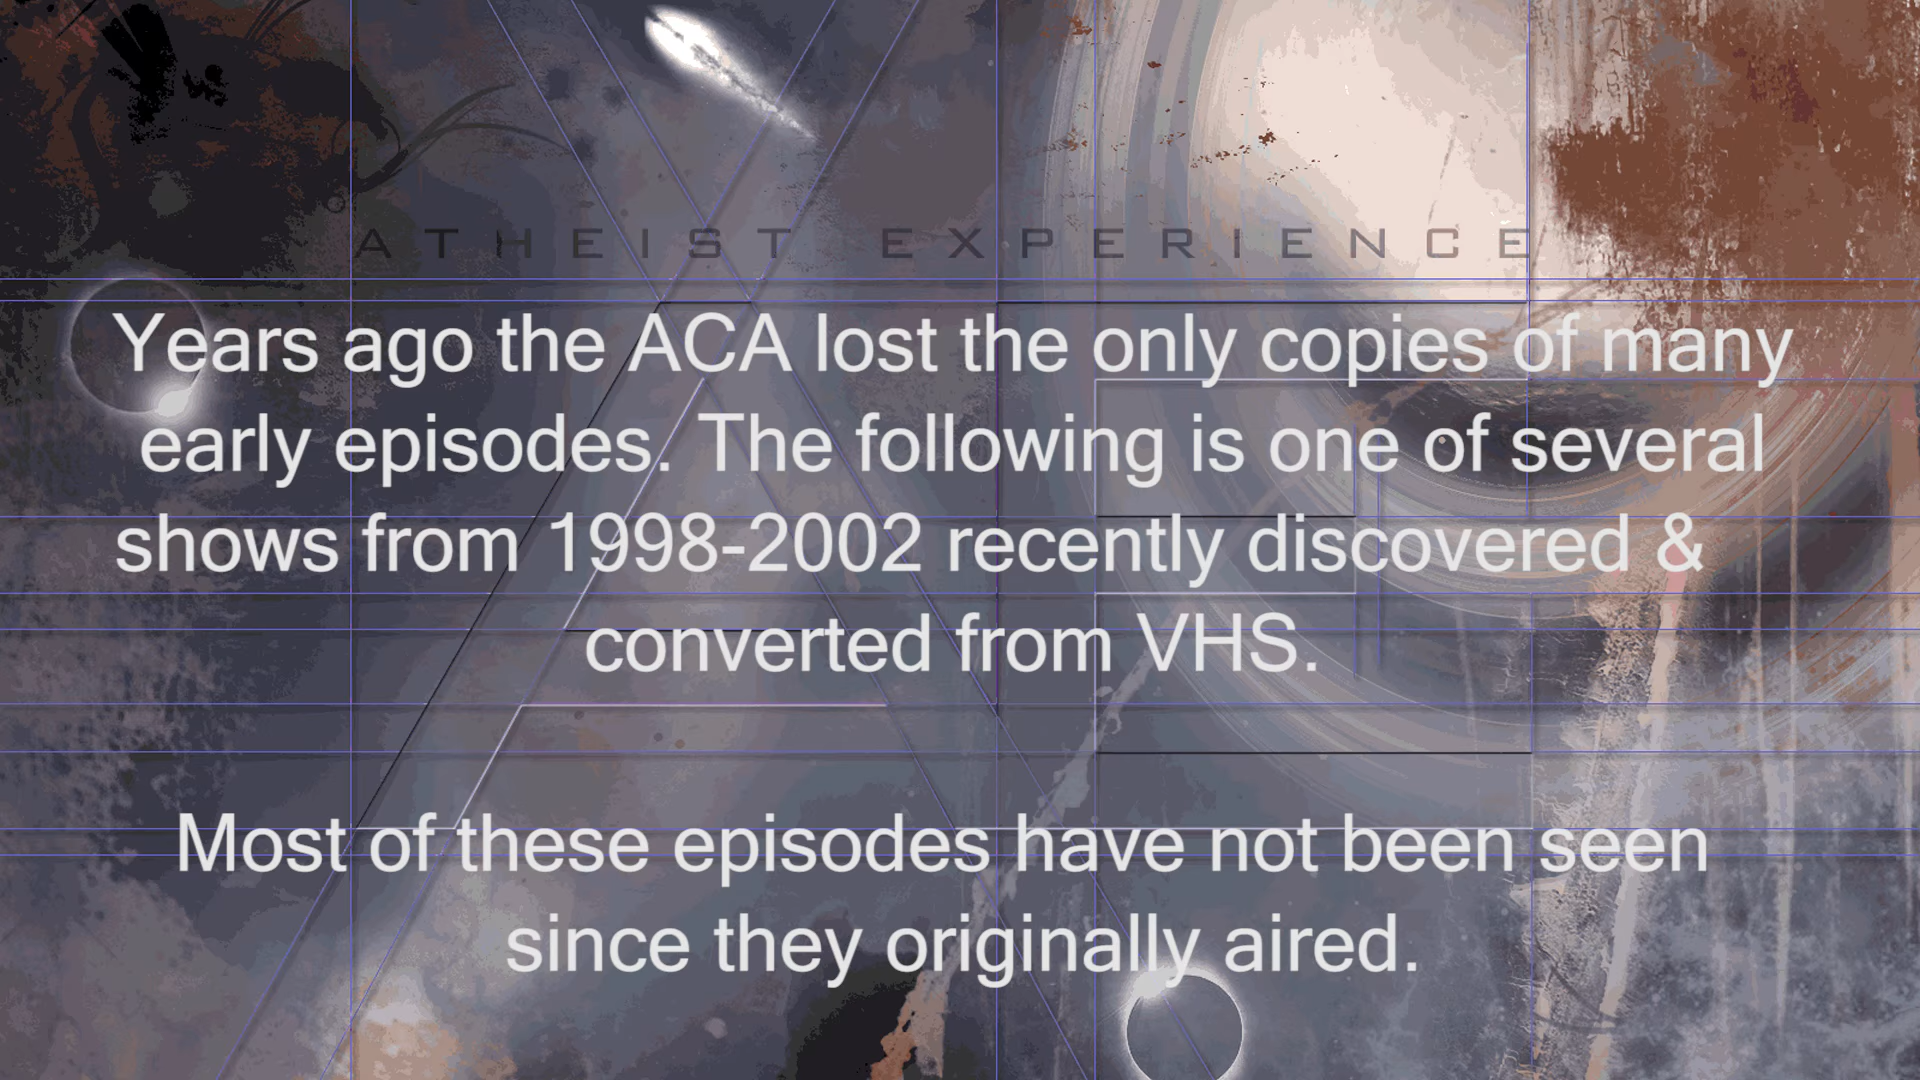 ATHEIST EXPERIENCE
Years ago the ACA lost the only copies of many
early episodes. The following is one of several
shows from 1998-2002 recently discovered &
converted from VHS.
Most of these episodes have not been seen
since they originally aired.